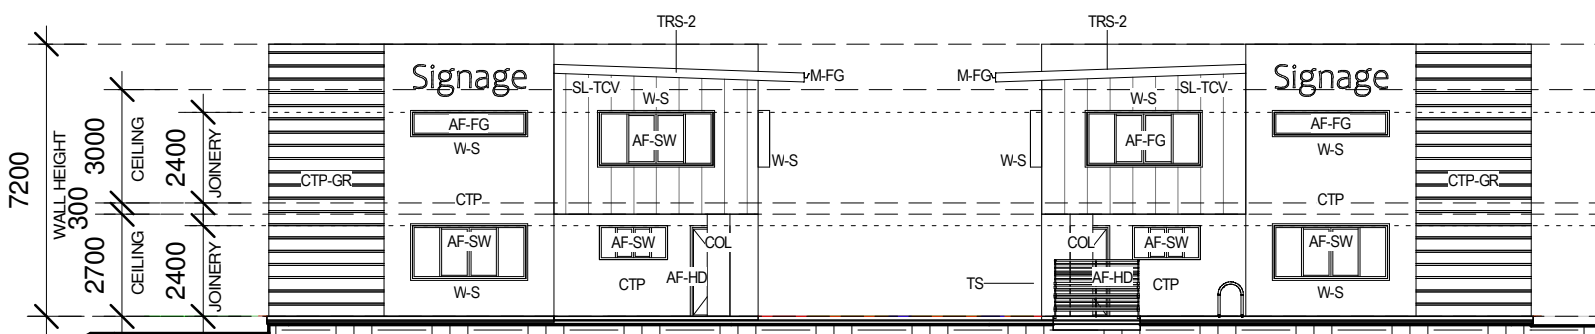 TRS-2
TRS-2
Signage
M-FG
M-FG
Signage
SL-TCV
SL-TCV
W-S
W-S
AF-FG
AF-SW
AF-FG
AF-FG
W-S
W-S
W-S
W-S
CTP-GR
CTP-GR
CTP
CTP
AF-SW
AF-SW
COL
COL
AF-SW
AF-SW
AF-HD
CTP
TS
AF-HD
CTP
W-S
W-S
7200
WALL HEIGHT
3000
CEILING
2400
JOINERY
300
2700
CEILING
2400
JOINERY